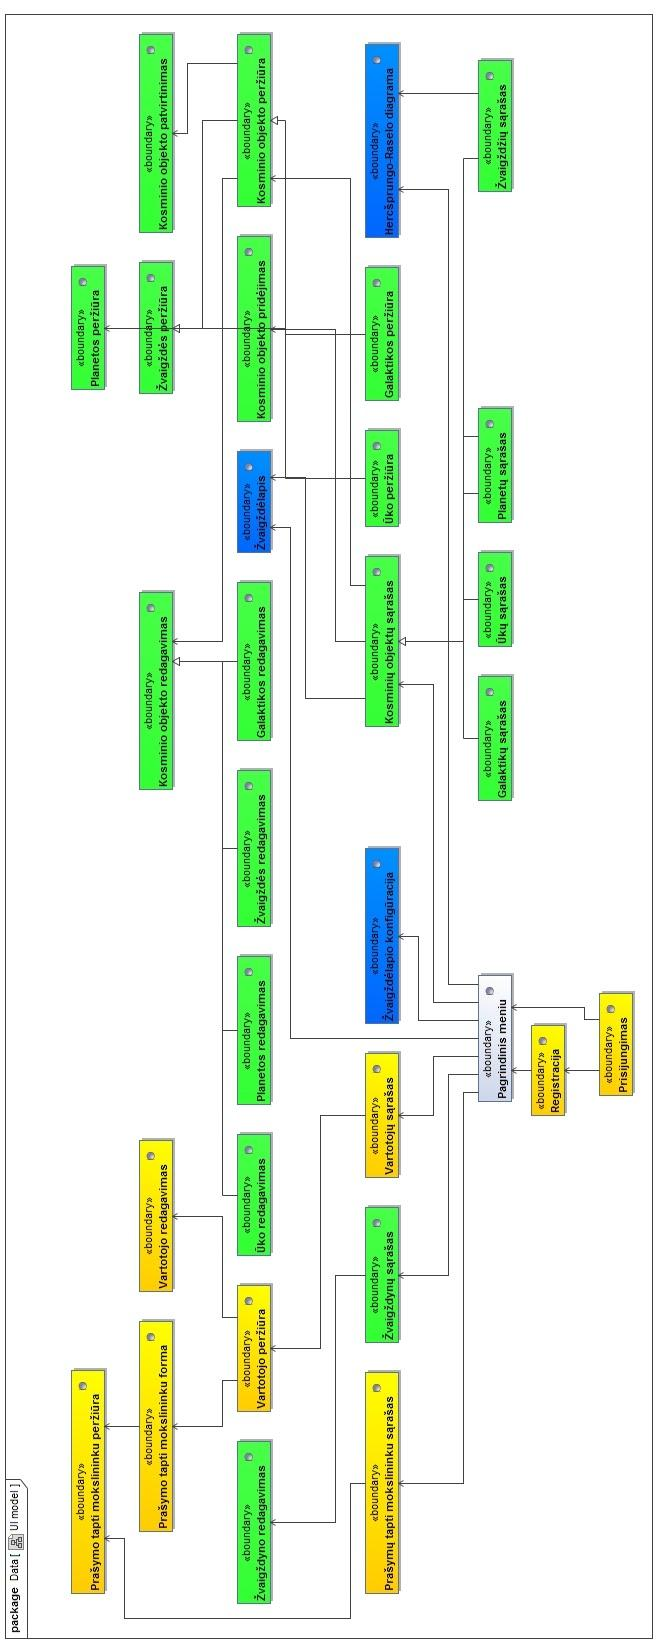 package Data [ UI model ]
«boundary»
Prašymo tapti mokslininku peržiūra
«boundary»
Planetos peržiūra
«boundary»
Prašymo tapti mokslininku forma
«boundary»
Vartotojo redagavimas
«boundary»
Kosminio objekto redagavimas
«boundary»
Žvaigždės peržiūra
«boundary»
Kosminio objekto patvirtinimas
«boundary»
Žvaigždyno redagavimas
«boundary»
Vartotojo peržiūra
«boundary»
Ūko redagavimas
«boundary»
Planetos redagavimas
«boundary»
Žvaigždės redagavimas
«boundary»
Galaktikos redagavimas
«boundary»
Žvaigždėlapis
«boundary»
Kosminio objekto pridėjimas
«boundary»
Kosminio objekto peržiūra
«boundary»
Prašymų tapti mokslininku sąrašas
«boundary»
Žvaigždynų sąrašas
«boundary»
Vartotojų sąrašas
«boundary»
Žvaigždėlapio konfigūracija
«boundary»
Kosminių objektų sąrašas
«boundary»
Ūko peržiūra
«boundary»
Galaktikos peržiūra
«boundary»
Hercšprungo-Raselo diagrama
«boundary»
Pagrindinis meniu
«boundary»
Galaktikų sąrašas
«boundary»
Ūkų sąrašas
«boundary»
Planetų sąrašas
«boundary»
Žvaigždžių sąrašas
«boundary»
Registracija
«boundary»
Prisijungimas